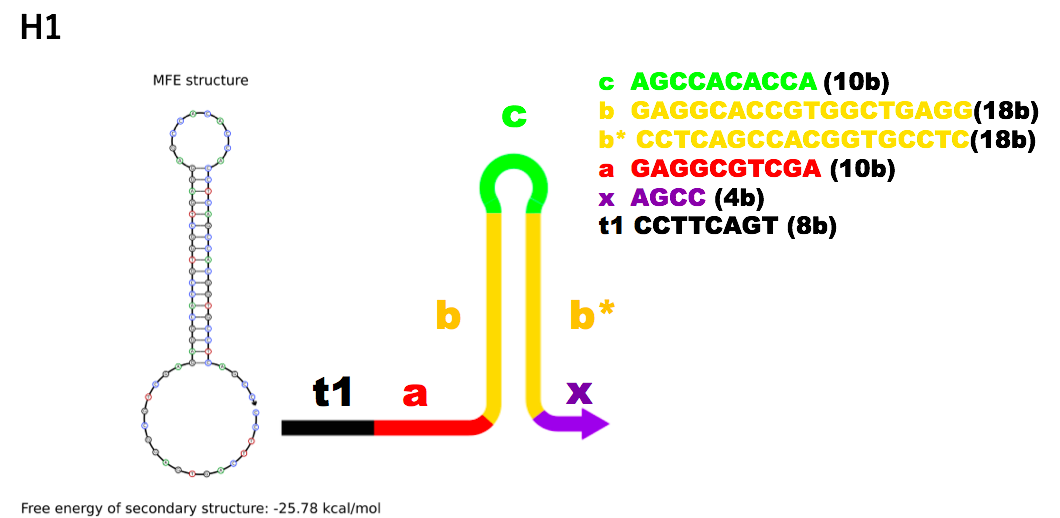 H1
MFE structure
c AGCCACACCA (10b)
b GAGGCACCGTGGCTGAGG(18b)
b* CCTCAGCCACGGTGCCTC(18b)
a GAGGCGTCGA (10b)
x AGCC (4b)
t1 CCTTCAGT (8b)
c
b b*
t1 a x
Free energy of secondary structure: -25.78 kcal/mol